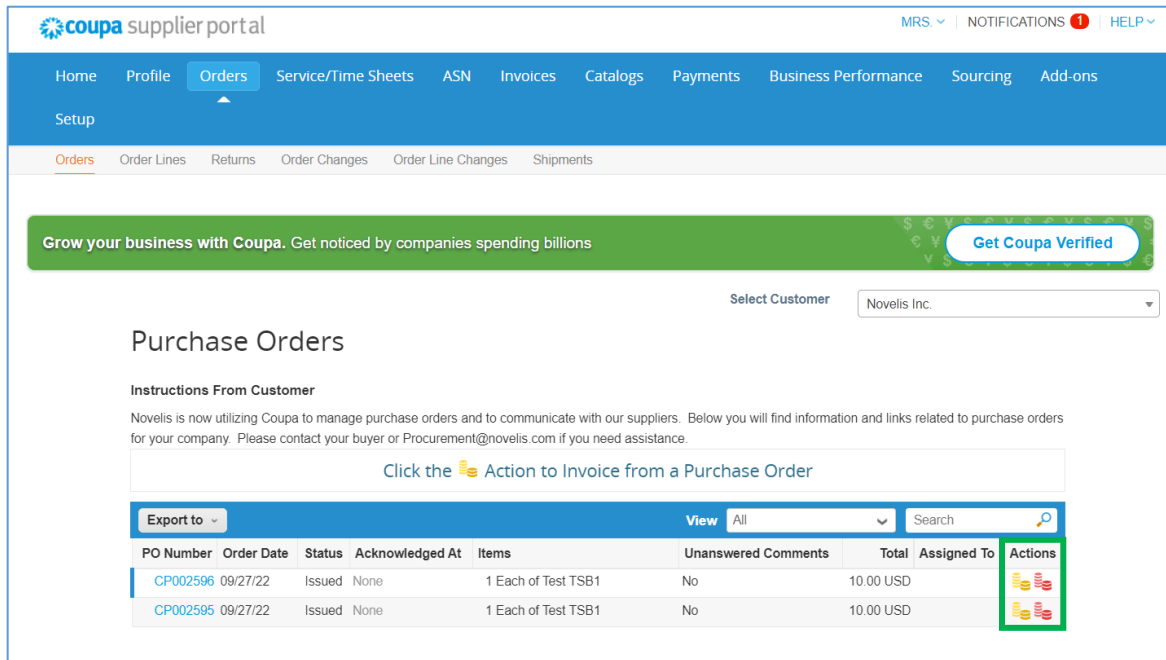 coupa supplier portal MRS. NOTIFICATIONS 1 HELP
Home Profile Orders Service/Time Sheets ASN Invoices Catalogs Payments Business Performance Sourcing Add-ons
Setup
Orders Order Lines Returns Order Changes Order Line Changes Shipments
Grow your business with Coupa. Get noticed by companies spending billions Get Coupa Verified
Select Customer Novelis Inc.
Purchase Orders
Instructions From Customer
Novelis is now utilizing Coupa to manage purchase orders and to communicate with our suppliers. Below you will find information and links related to purchase orders
for your company. Please contact your buyer or Procurement@novelis.com if you need assistance.
Click the Action to Invoice from a Purchase Order
Export to View All Search
PO Number Order Date Status Acknowledged At Items Unanswered Comments Total Assigned To Actions
CP002596 09/27/22 Issued None 1 Each of Test TSB1 No 10.00 USD
CP002595 09/27/22 Issued None 1 Each of Test TSB1 No 10.00 USD